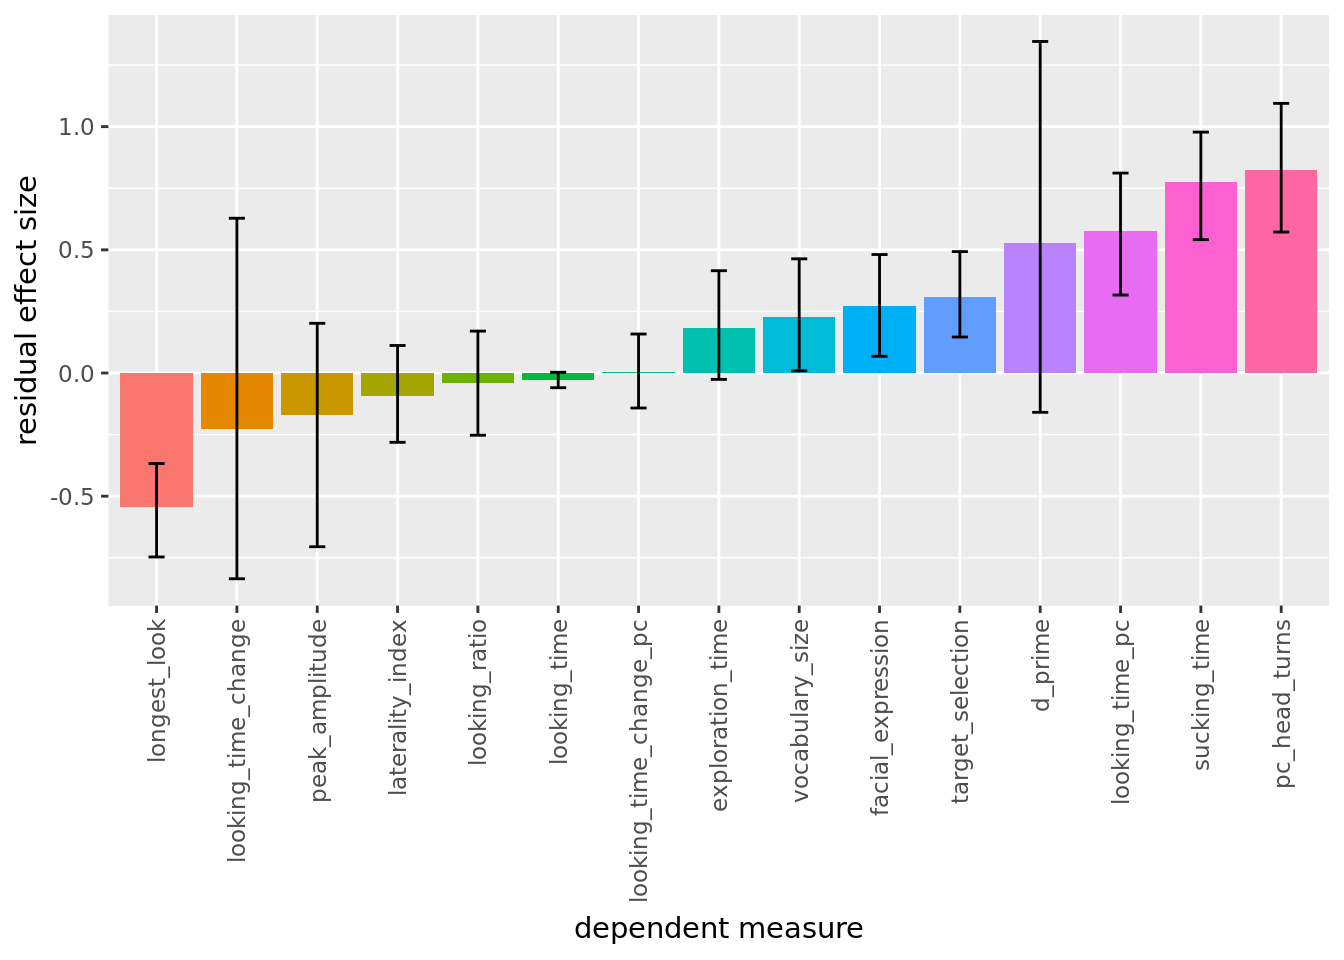 residual effect size
1.0
0.5
0.0
-0.5
longest_look
looking_time_change
peak_amplitude
laterality_index
looking_ratio
looking_time
looking_time_change_pc
exploration_time
vocabulary_size
facial_expression
target_selection
d_prime
looking_time_pc
sucking_time
pc_head_turns
dependent measure